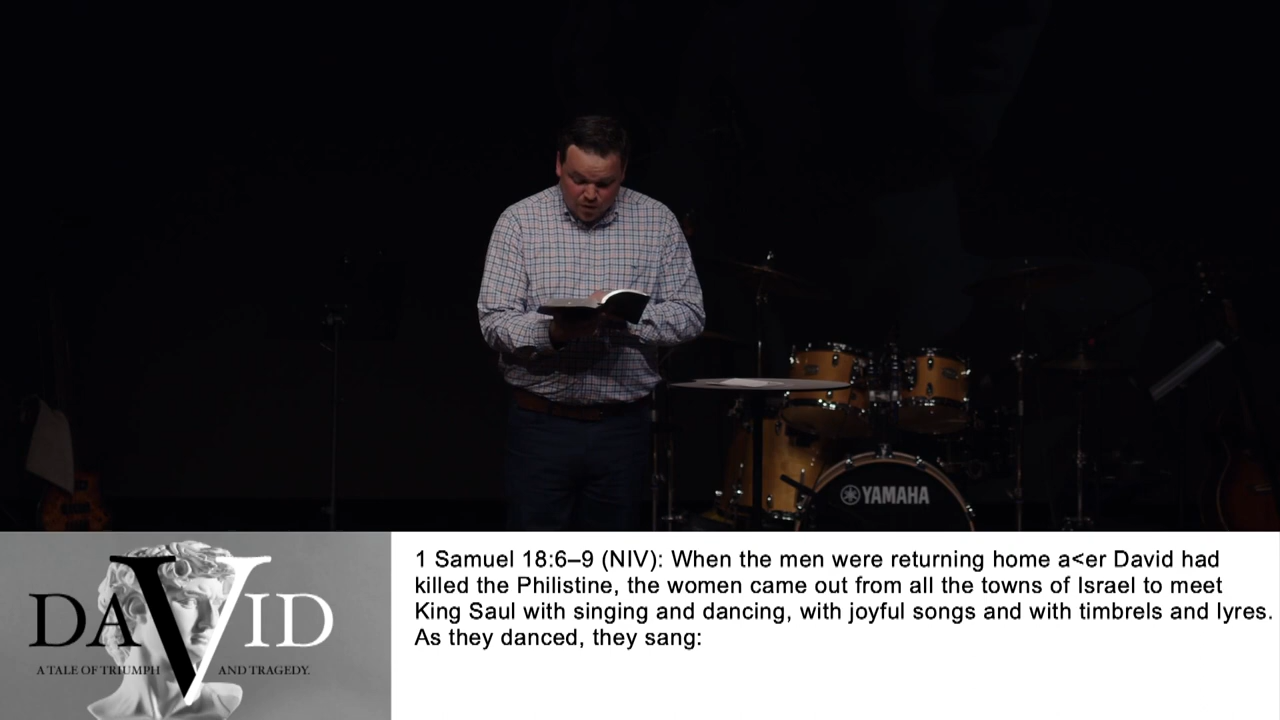 YAMAHA
DAVID
A TALE OF TRIUMPH AND TRAGEDY.
1 Samuel 18:6–9 (NIV): When the men were returning home a<er David had
killed the Philistine, the women came out from all the towns of Israel to meet
King Saul with singing and dancing, with joyful songs and with timbrels and lyres.
As they danced, they sang: